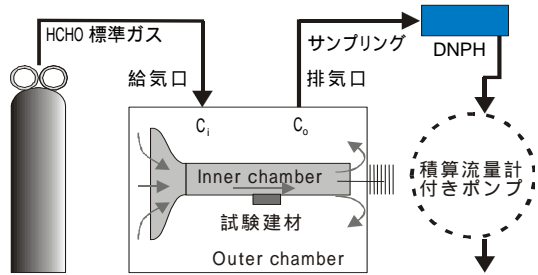 HCHO 標準ガス
サンプリング
DNPH
給気口
排気口
Ci
Co
Inner chamber
試験建材
Outer chamber
積算流量計
付きポンプ